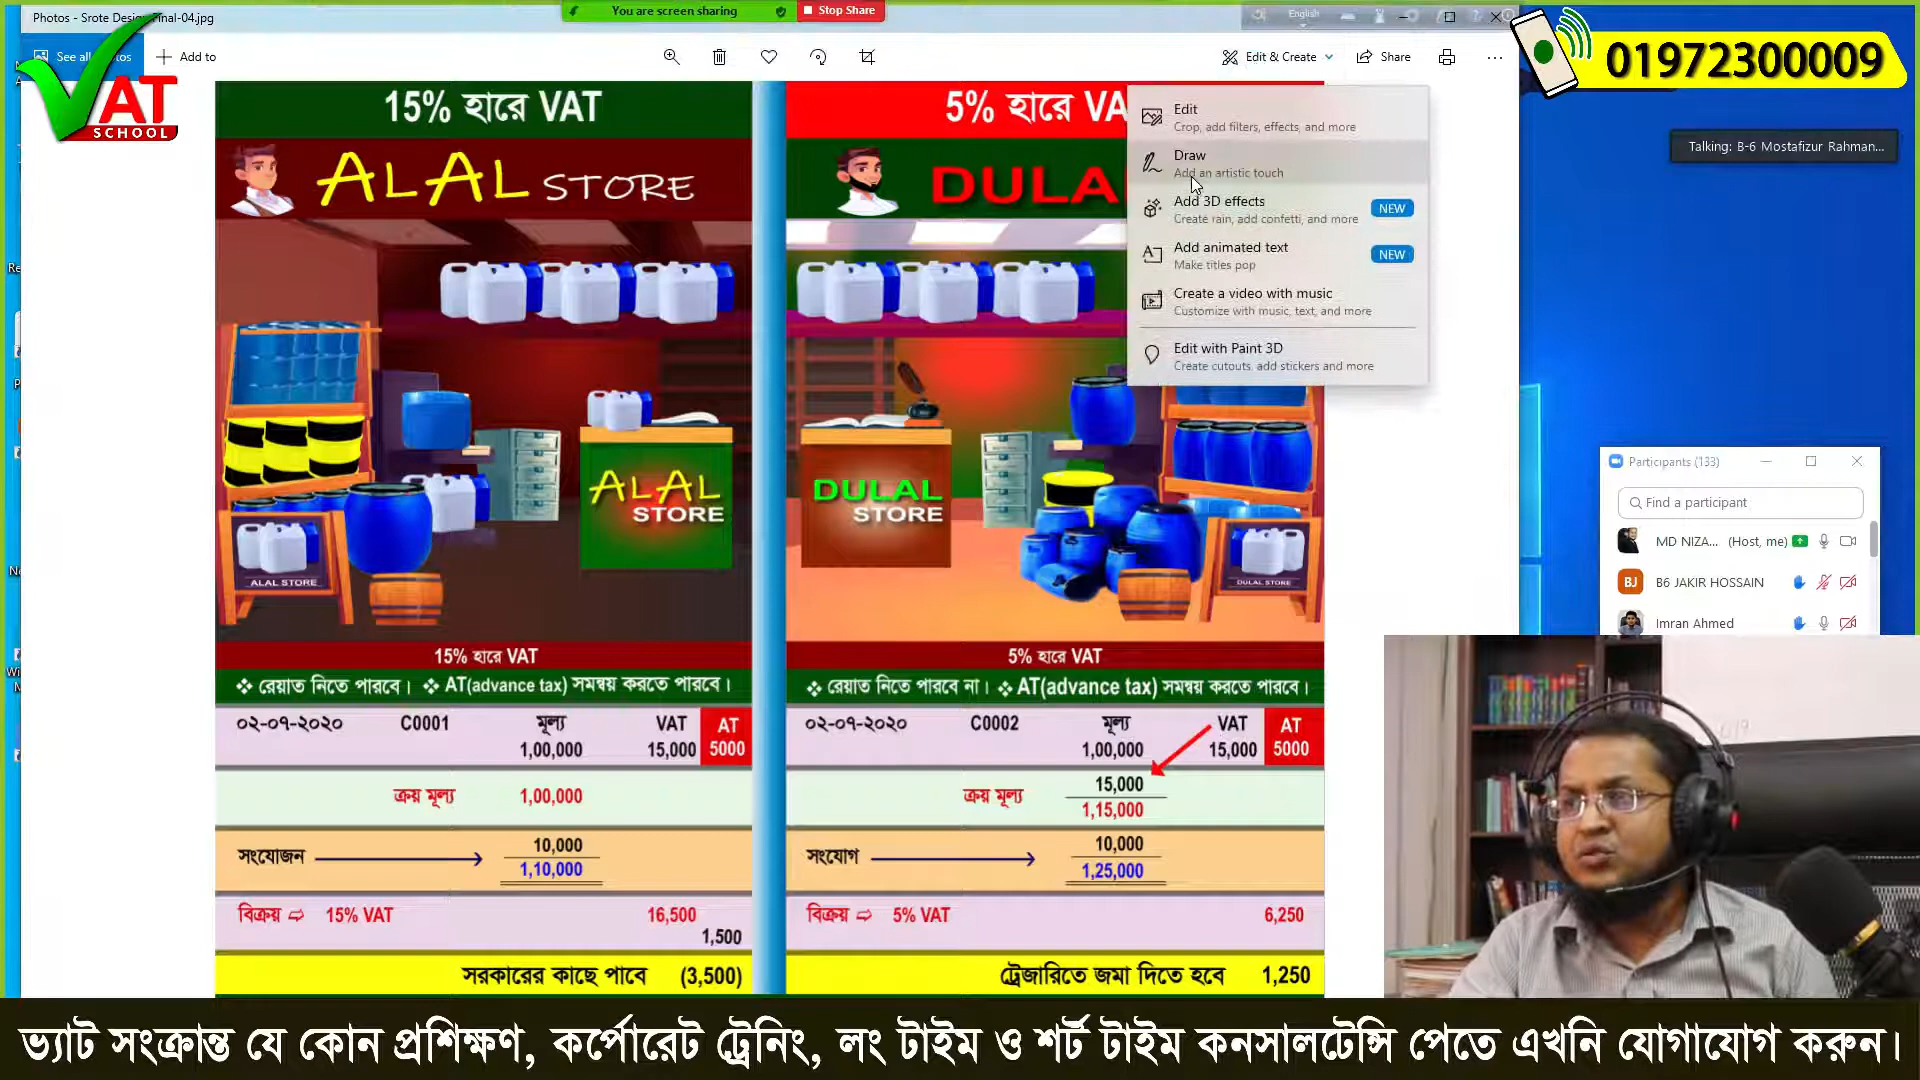 Photos - Srote Design Final-04.jpg
You are screen sharing
Stop Share
English
01972300009
See all photos
Add to
Edit & Create
Share
VAT
SCHOOL
Talking: B-6 Mostafizur Rahman...
15% হারে VAT
ALAL STORE
5% হারে VA
DULA
Edit
Crop, add filters, effects, and more
Draw
Add an artistic touch
Add 3D effects
Create rain, add confetti, and more
NEW
Add animated text
Make titles pop
NEW
Create a video with music
Customize with music, text, and more
Edit with Paint 3D
Create cutouts, add stickers and more
ALAL
STORE
ALAL STORE
DULAL
STORE
DULAL STORE
Participants (133)
Find a participant
MD NIZA... (Host, me)
BJ B6 JAKIR HOSSAIN
Imran Ahmed
15% হারে VAT
❖ রেয়াত নিতে পারবে। ❖ AT(advance tax) সমন্বয় করতে পারবে।
০২-০৭-২০২০ C0001 মূল্য VAT AT
1,00,000 15,000 5000
ক্রয় মূল্য 1,00,000
10,000
সংযোজন
1,10,000
বিক্রয় ⇨ 15% VAT 16,500
1,500
সরকারের কাছে পাবে (3,500)
5% হারে VAT
❖ রেয়াত নিতে পারবে না। ❖ AT(advance tax) সমন্বয় করতে পারবে।
০২-০৭-২০২০ C0002 মূল্য VAT AT
1,00,000 15,000 5000
15,000
ক্রয় মূল্য
1,15,000
10,000
সংযোগ
1,25,000
বিক্রয় ⇨ 5% VAT 6,250
ট্রেজারিতে জমা দিতে হবে 1,250
ভ্যাট সংক্রান্ত যে কোন প্রশিক্ষণ, কর্পোরেট ট্রেনিং, লং টাইম ও শর্ট টাইম কনসালটেন্সি পেতে এখনি যোগাযোগ করুন।